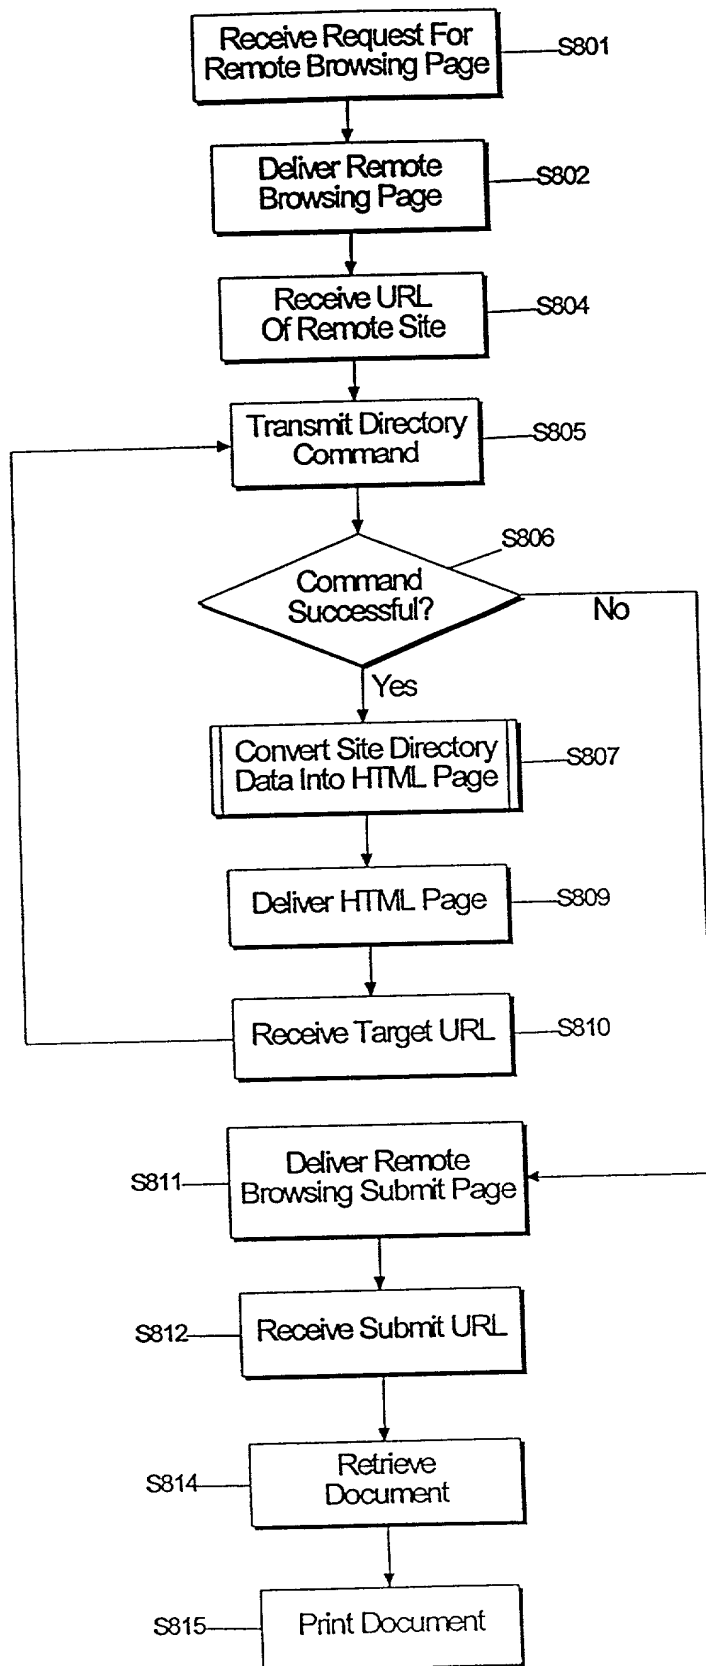 Receive Request For
Remote Browsing Page
S801
Deliver Remote
Browsing Page
S802
Receive URL
Of Remote Site
S804
Transmit Directory
Command
S805
S806
Command
Successful?
No
Yes
Convert Site Directory
Data Into HTML Page
S807
Deliver HTML Page
S809
Receive Target URL
S810
Deliver Remote
Browsing Submit Page
S811
Receive Submit URL
S812
Retrieve
Document
S814
Print Document
S815